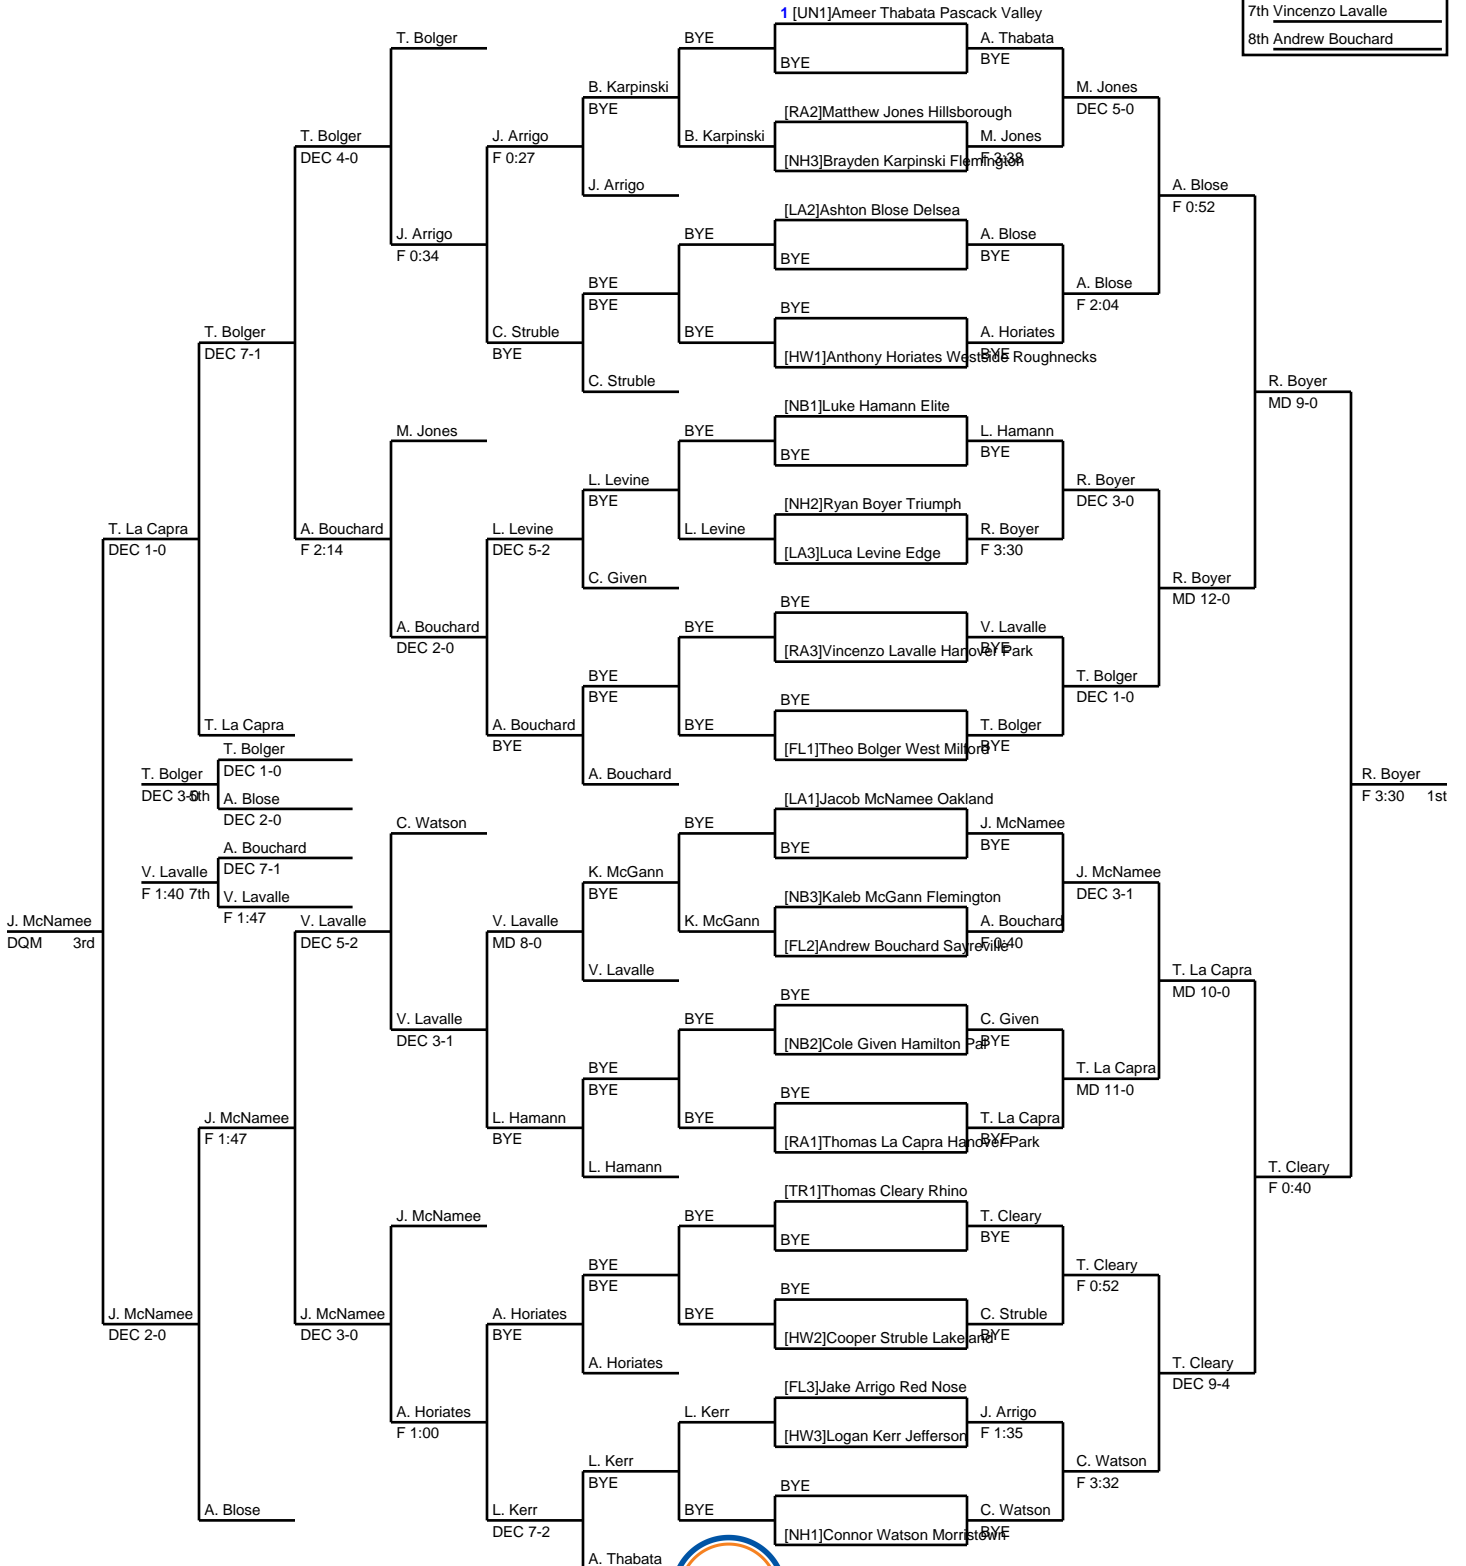 1 [UN1]Ameer Thabata Pascack Valley
7th Vincenzo Lavalle
8th Andrew Bouchard
T. Bolger
BYE
A. Thabata
BYE
BYE
B. Karpinski
BYE
M. Jones
DEC 5-0
[RA2]Matthew Jones Hillsborough
T. Bolger
DEC 4-0
J. Arrigo
F 0:27
B. Karpinski
M. Jones
F 3:38
[NH3]Brayden Karpinski Flemington
J. Arrigo
A. Blose
F 0:52
[LA2]Ashton Blose Delsea
J. Arrigo
F 0:34
BYE
A. Blose
BYE
BYE
BYE
BYE
A. Blose
F 2:04
BYE
T. Bolger
DEC 7-1
C. Struble
BYE
BYE
A. Horiates
BYE
[HW1]Anthony Horiates Westside Roughnecks
C. Struble
R. Boyer
MD 9-0
[NB1]Luke Hamann Elite
M. Jones
BYE
L. Hamann
BYE
BYE
L. Levine
BYE
R. Boyer
DEC 3-0
[NH2]Ryan Boyer Triumph
T. La Capra
DEC 1-0
A. Bouchard
F 2:14
L. Levine
DEC 5-2
L. Levine
R. Boyer
F 3:30
[LA3]Luca Levine Edge
C. Given
R. Boyer
MD 12-0
BYE
A. Bouchard
DEC 2-0
BYE
V. Lavalle
BYE
[RA3]Vincenzo Lavalle Hanover Park
BYE
BYE
T. Bolger
DEC 1-0
BYE
T. La Capra
A. Bouchard
BYE
BYE
T. Bolger
BYE
[FL1]Theo Bolger West Milford
T. Bolger
DEC 1-0
T. Bolger
DEC 3-0 5th
A. Bouchard
R. Boyer
F 3:30 1st
A. Blose
DEC 2-0
[LA1]Jacob McNamee Oakland
C. Watson
BYE
J. McNamee
BYE
BYE
A. Bouchard
DEC 7-1
V. Lavalle
F 1:40 7th
K. McGann
BYE
J. McNamee
DEC 3-1
V. Lavalle
F 1:47
[NB3]Kaleb McGann Flemington
J. McNamee
DQM 3rd
V. Lavalle
DEC 5-2
V. Lavalle
MD 8-0
K. McGann
A. Bouchard
F 0:40
[FL2]Andrew Bouchard Sayreville
V. Lavalle
T. La Capra
MD 10-0
BYE
V. Lavalle
DEC 3-1
BYE
C. Given
BYE
[NB2]Cole Given Hamilton Pal
BYE
BYE
T. La Capra
MD 11-0
BYE
J. McNamee
F 1:47
L. Hamann
BYE
BYE
T. La Capra
BYE
[RA1]Thomas La Capra Hanover Park
L. Hamann
T. Cleary
F 0:40
[TR1]Thomas Cleary Rhino
J. McNamee
BYE
T. Cleary
BYE
BYE
BYE
BYE
T. Cleary
F 0:52
BYE
J. McNamee
DEC 2-0
J. McNamee
DEC 3-0
A. Horiates
BYE
BYE
C. Struble
BYE
[HW2]Cooper Struble Lakeland
A. Horiates
T. Cleary
DEC 9-4
[FL3]Jake Arrigo Red Nose
A. Horiates
F 1:00
L. Kerr
J. Arrigo
F 1:35
[HW3]Logan Kerr Jefferson
L. Kerr
BYE
C. Watson
F 3:32
BYE
A. Blose
L. Kerr
DEC 7-2
BYE
C. Watson
BYE
[NH1]Connor Watson Morristown
A. Thabata